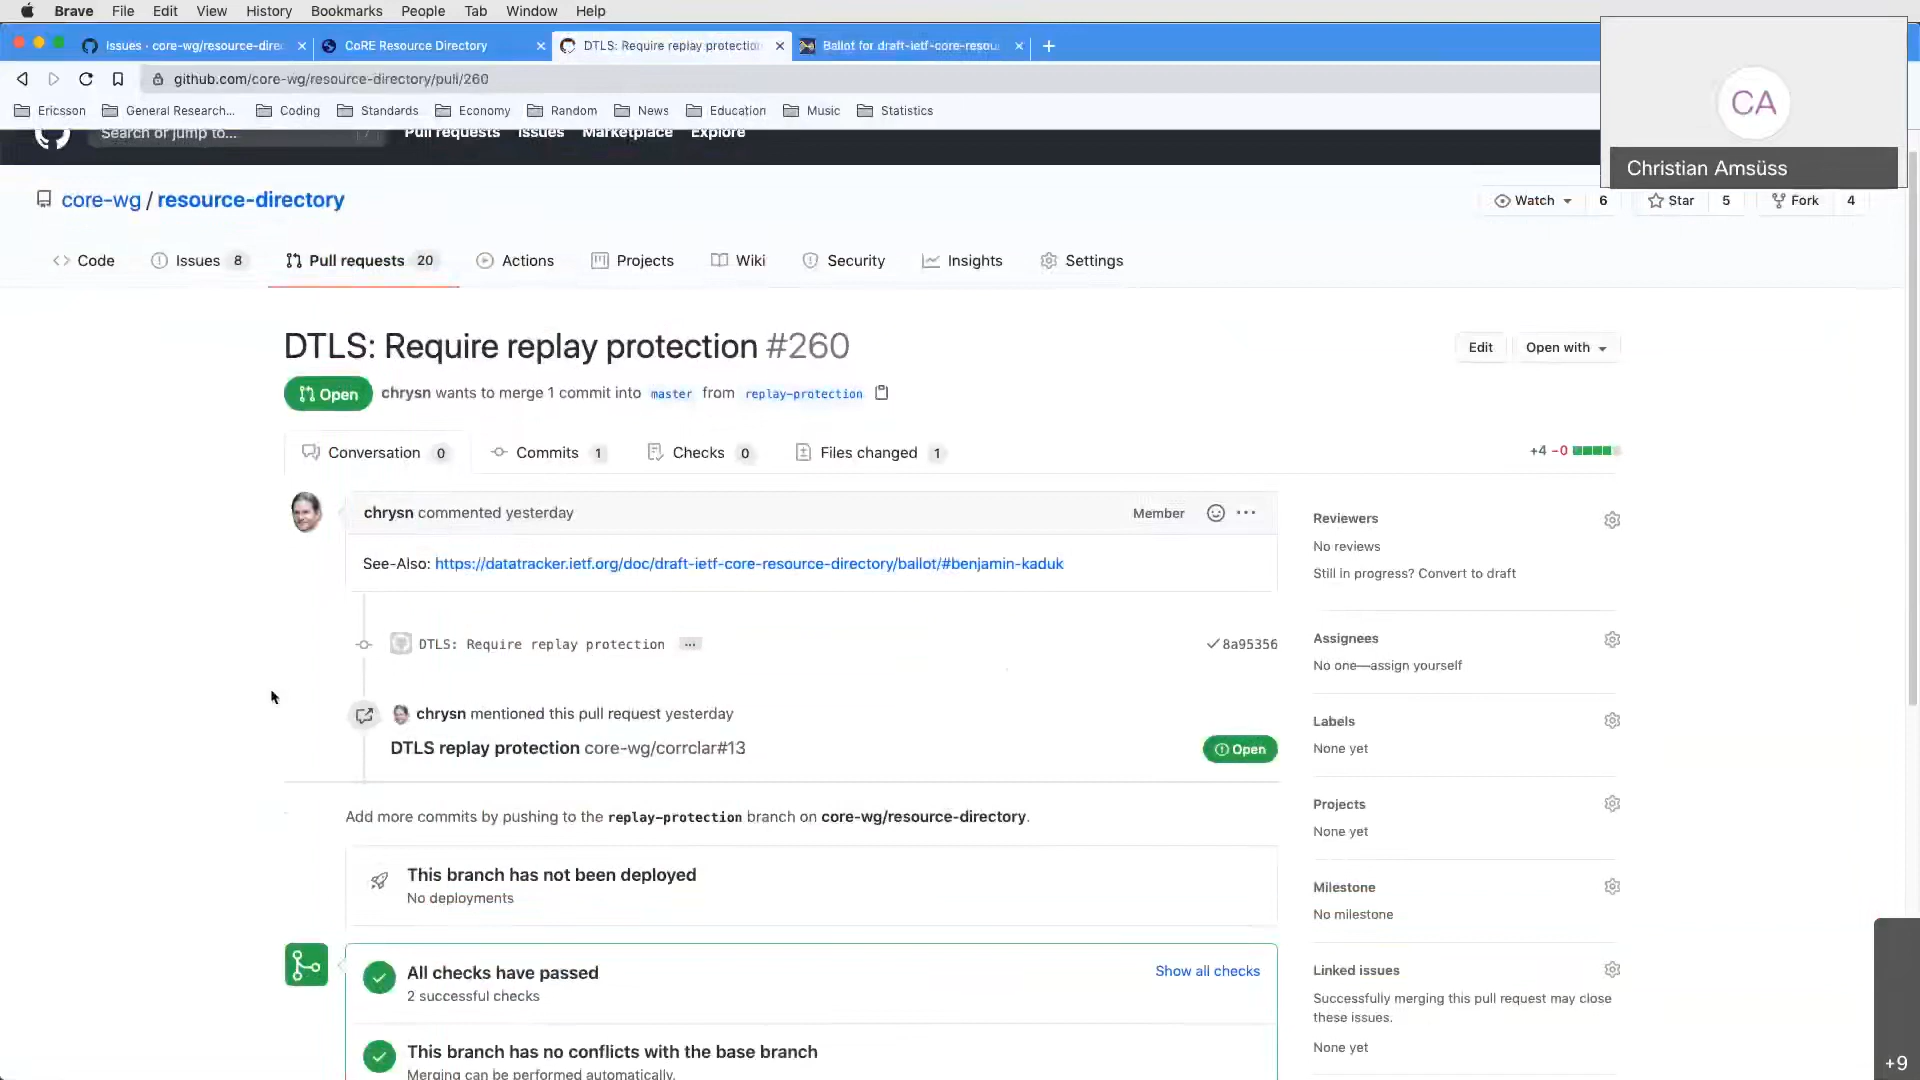 Brave File Edit View History Bookmarks People Tab Window Help
Issues · core-wg/resource-dire
CoRE Resource Directory
DTLS: Require replay protection
Ballot for draft-ietf-core-resou
github.com/core-wg/resource-directory/pull/260
Ericsson General Research... Coding Standards Economy Random News Education Music Statistics
Search or jump to... /
Pull requests Issues Marketplace Explore
CA
Christian Amsüss
core-wg / resource-directory
Watch 6 Star 5 Fork 4
Code Issues 8 Pull requests 20 Actions Projects Wiki Security Insights Settings
DTLS: Require replay protection #260
Edit Open with
Open chrysn wants to merge 1 commit into master from replay-protection
Conversation 0 Commits 1 Checks 0 Files changed 1
+4 −0
chrysn commented yesterday
Member
See-Also: https://datatracker.ietf.org/doc/draft-ietf-core-resource-directory/ballot/#benjamin-kaduk
DTLS: Require replay protection ...
8a95356
chrysn mentioned this pull request yesterday
DTLS replay protection core-wg/corrclar#13
Open
Add more commits by pushing to the replay-protection branch on core-wg/resource-directory.
This branch has not been deployed
No deployments
All checks have passed
Show all checks
2 successful checks
This branch has no conflicts with the base branch
Merging can be performed automatically.
Reviewers
No reviews
Still in progress? Convert to draft
Assignees
No one—assign yourself
Labels
None yet
Projects
None yet
Milestone
No milestone
Linked issues
Successfully merging this pull request may close
these issues.
None yet
+9